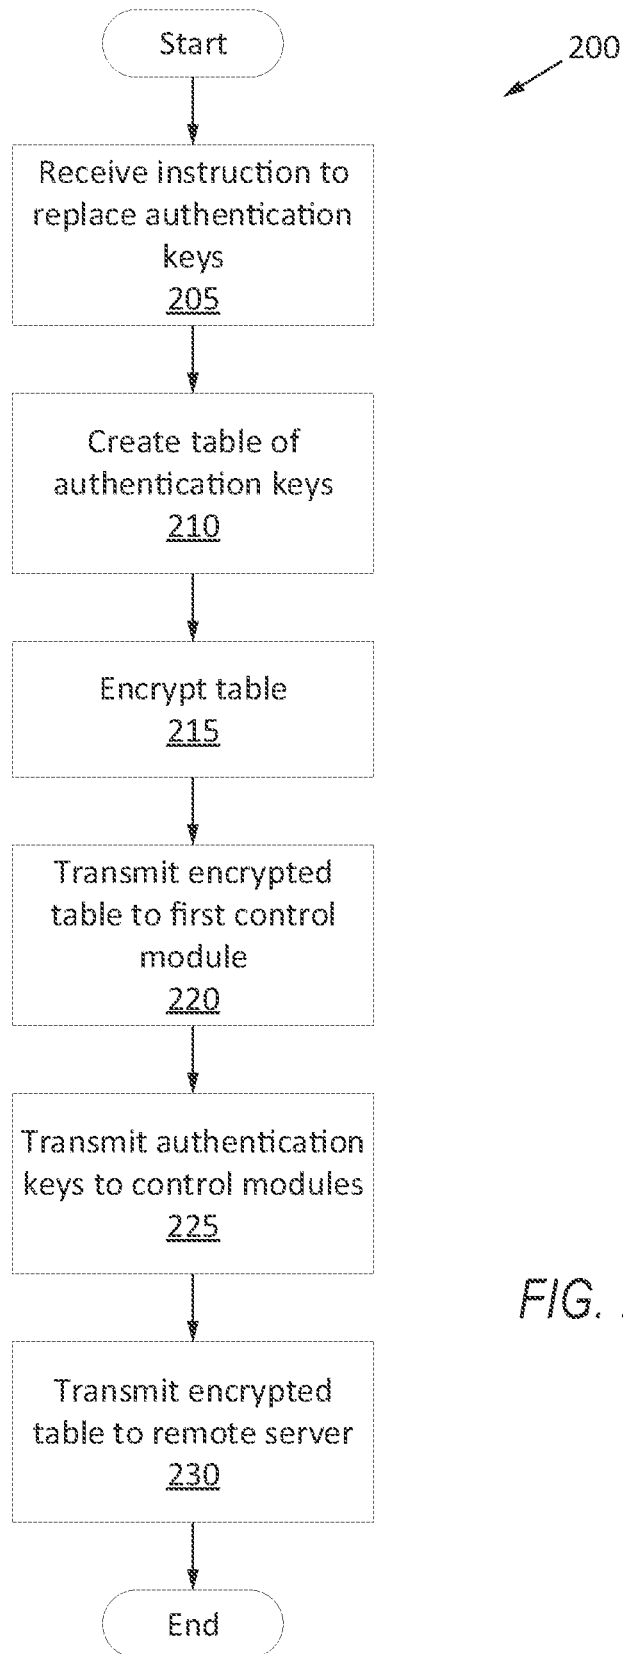 Start
200
Receive instruction to
replace authentication
keys
205
Create table of
authentication keys
210
Encrypt table
215
Transmit encrypted
table to first control
module
220
Transmit authentication
keys to control modules
225
FIG.
Transmit encrypted
table to remote server
230
End